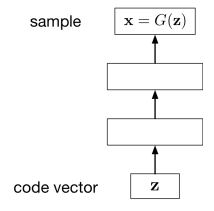 sample x = G(z)
code vector z